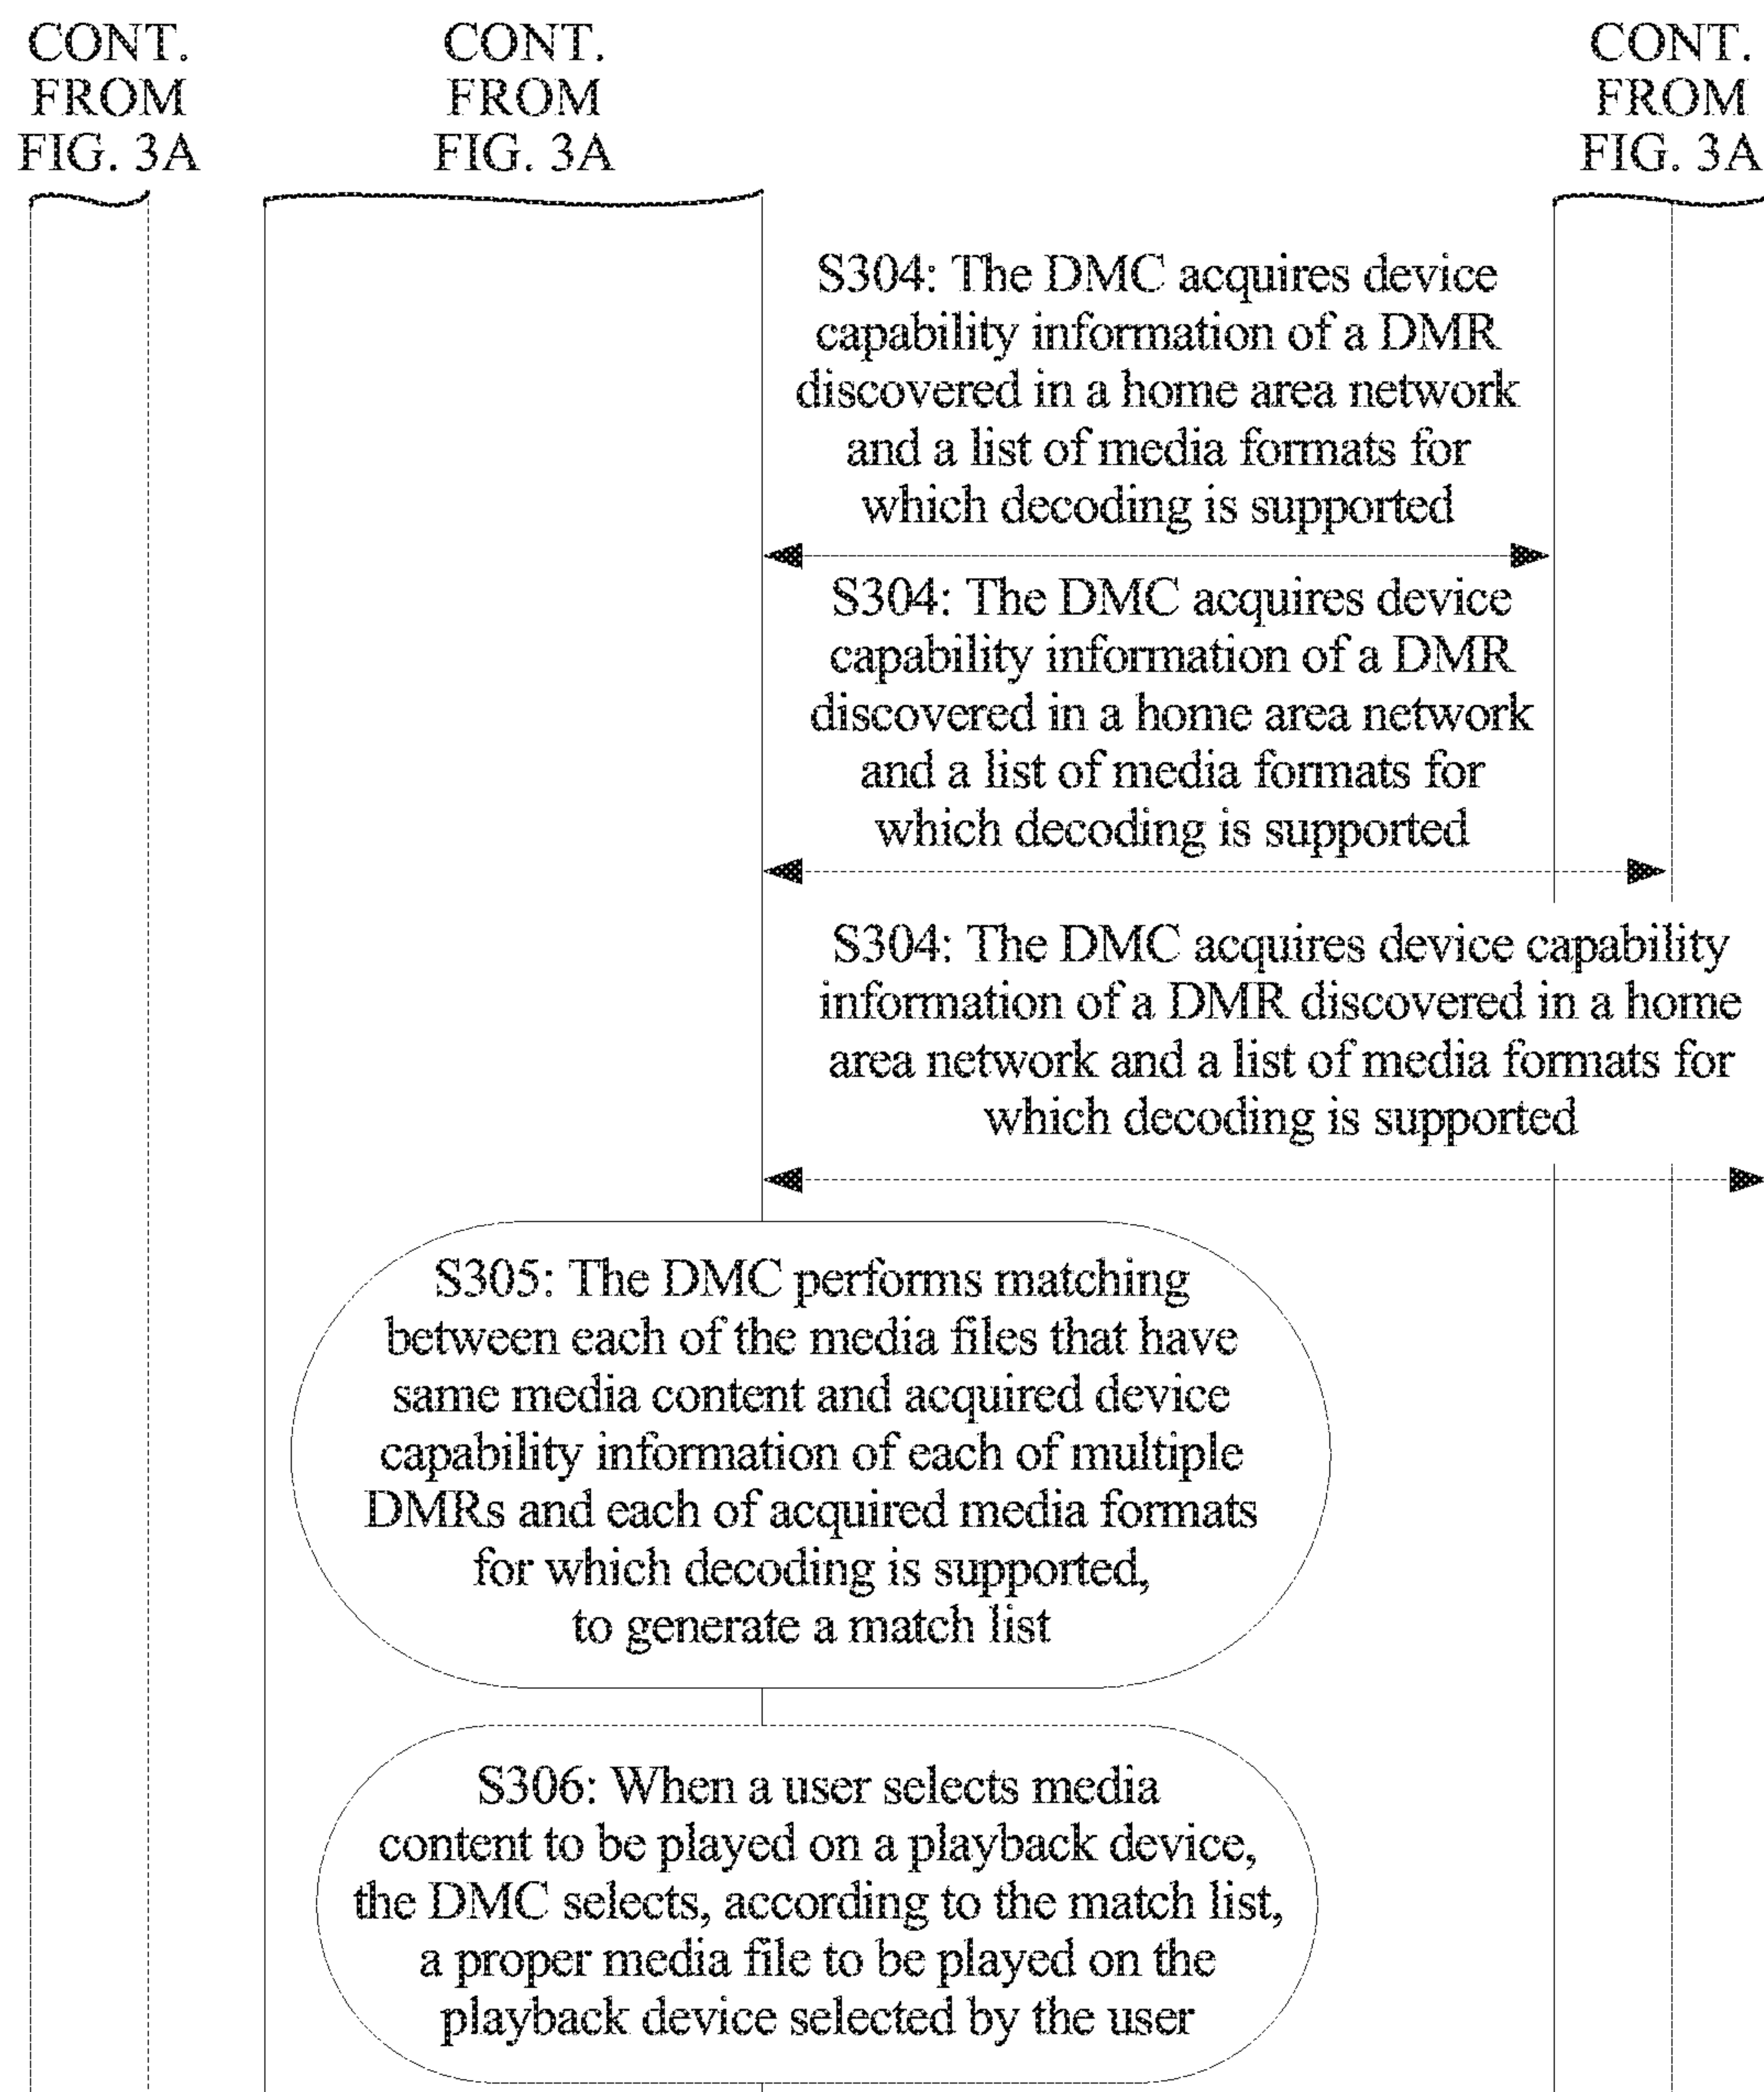 CONT.
FROM
FIG. 3A
CONT.
FROM
FIG. 3A
CONT.
FROM
FIG. 3A
S304: The DMC acquires device
capability information of a DMR
discovered in a home area network
and a list of media formats for
which decoding is supported
S304: The DMC acquires device
capability information of a DMR
discovered in a home area network
and a list of media formats for
which decoding is supported
S304: The DMC acquires device capability
information of a DMR discovered in a home
area network and a list of media formats for
which decoding is supported
S305: The DMC performs matching
between each of the media files that have
same media content and acquired device
capability information of each of multiple
DMRs and each of acquired media formats
for which decoding is supported,
to generate a match list
S306: When a user selects media
content to be played on a playback device,
the DMC selects, according to the match list,
a proper media file to be played on the
playback device selected by the user